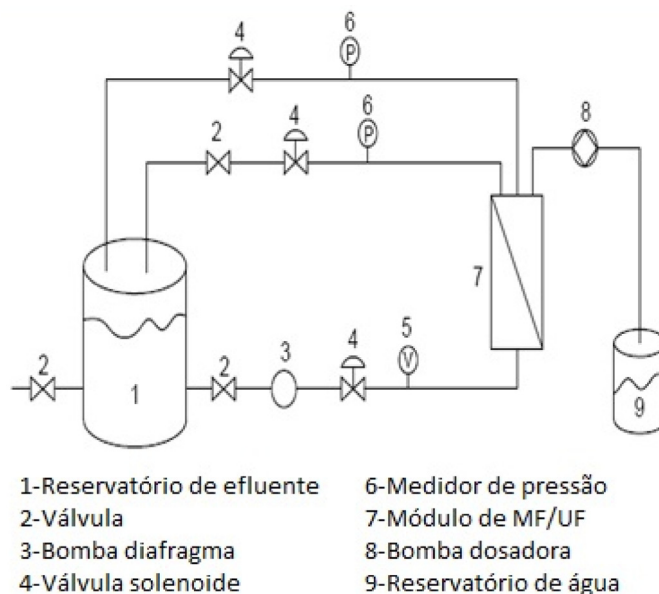 4
6
P
6
4
2
P
8
7
5
4
3
2
2
V
1
9
1-Reservatório de efluente
2-Válvula
3-Bomba diafragma
4-Válvula solenoide
6-Medidor de pressão
7-Módulo de MF/UF
8-Bomba dosadora
9-Reservatório de água